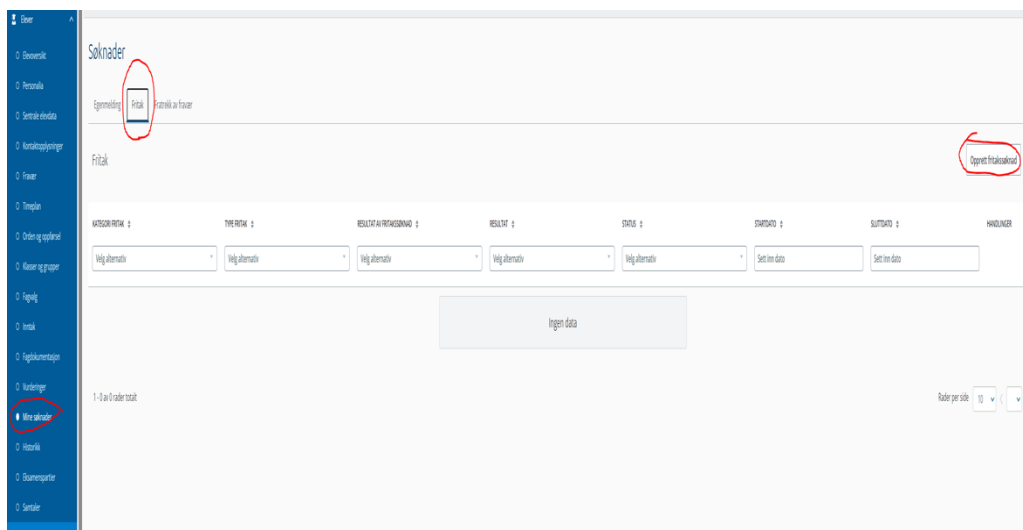 Elever
Elevoversikt
Personalia
Sentrale elevdata
Kontaktopplysninger
Fravær
Timeplan
Orden og oppførsel
Klasser og grupper
Fagvalg
Inntak
Fagdokumentasjon
Vurderinger
Mine søknader
Historikk
Eksamenspartier
Samtaler
Søknader
Egenmelding Fritak Fratrekk av fravær
Fritak
Opprett fritakssøknad
KATEGORI FRITAK TYPE FRITAK RESULTAT AV FRITAKSSØKNAD RESULTAT STATUS STARTDATO SLUTTDATO HANDLINGER
Velg alternativ Velg alternativ Velg alternativ Velg alternativ Velg alternativ Sett inn dato Sett inn dato
Ingen data
1 - 0 av 0 rader totalt
Rader per side 10